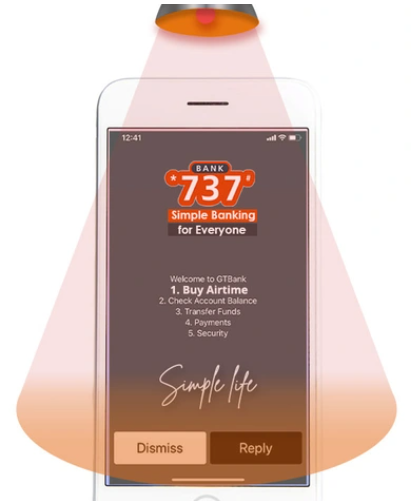 12:41
BANK
*737#
Simple Banking
for Everyone
Welcome to GTBank
1. Buy Airtime
2. Check Account Balance
3. Transfer Funds
4. Payments
5. Security
Simple life
Dismiss
Reply